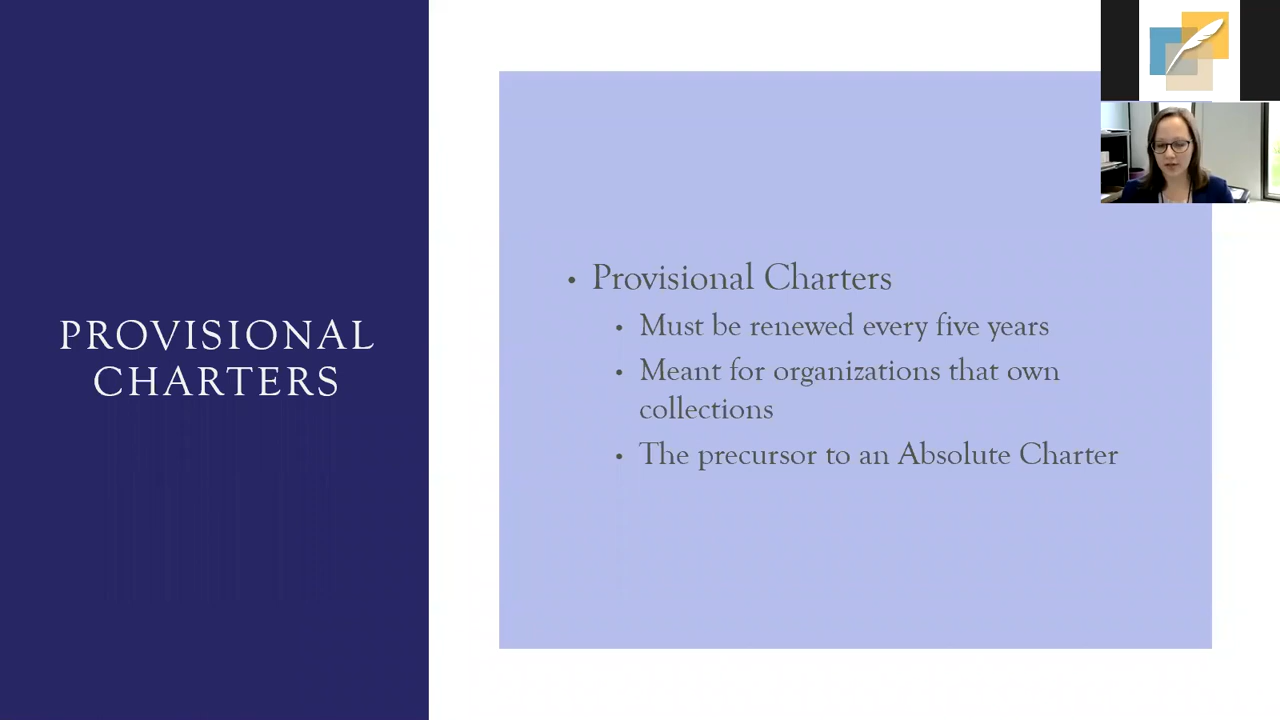 PROVISIONAL
CHARTERS
• Provisional Charters
• Must be renewed every five years
• Meant for organizations that own
collections
• The precursor to an Absolute Charter